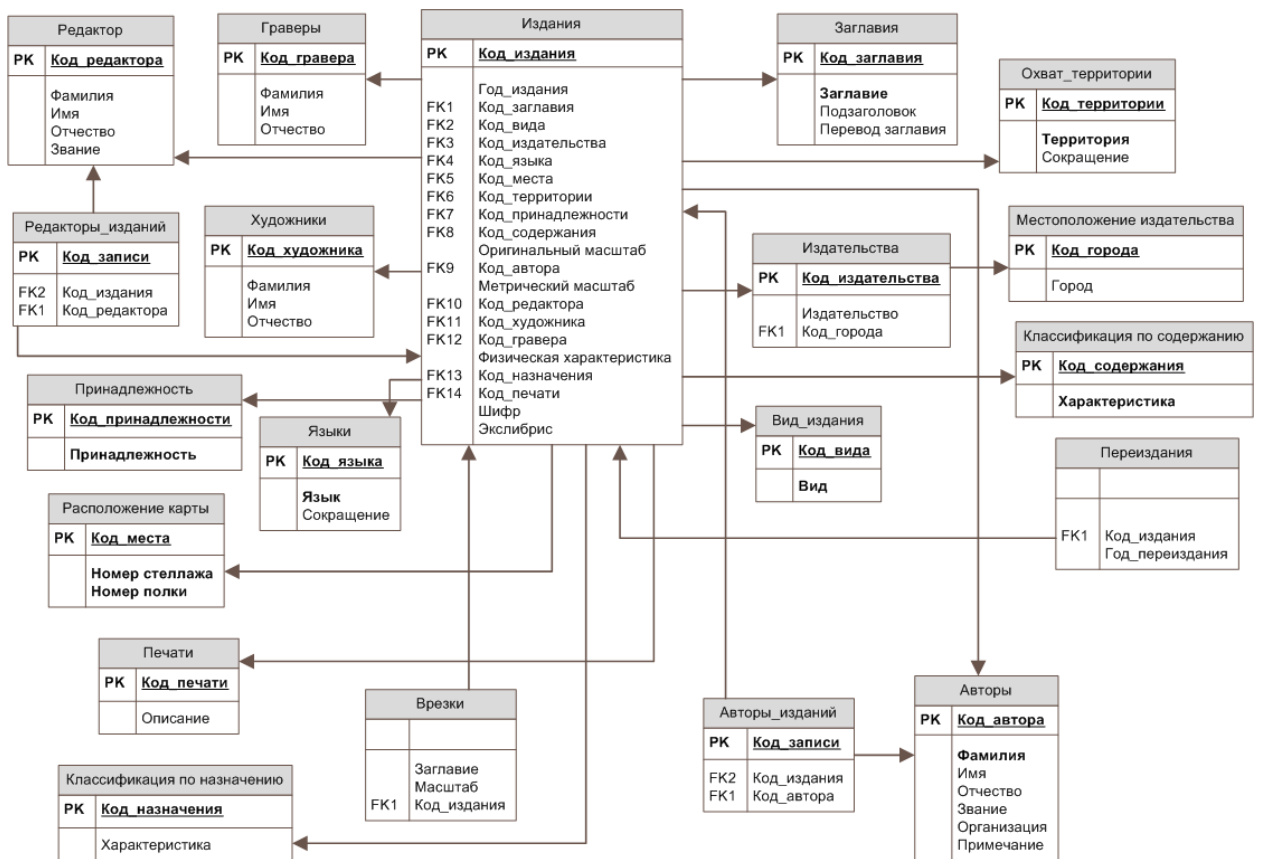 Редактор
PK Код_редактора
Фамилия
Имя
Отчество
Звание
Граверы
PK Код_гравера
Фамилия
Имя
Отчество
Издания
PK Код_издания
Год_издания
FK1 Код_заглавия
FK2 Код_вида
FK3 Код_издательства
FK4 Код_языка
FK5 Код_места
FK6 Код_территории
FK7 Код_принадлежности
FK8 Код_содержания
Оригинальный масштаб
FK9 Код_автора
Метрический масштаб
FK10 Код_редактора
FK11 Код_художника
FK12 Код_гравера
Физическая характеристика
FK13 Код_назначения
FK14 Код_печати
Шифр
Экслибрис
Заглавия
PK Код_заглавия
Заглавие
Подзаголовок
Перевод заглавия
Охват_территории
PK Код_территории
Территория
Сокращение
Редакторы_изданий
PK Код_записи
FK2 Код_издания
FK1 Код_редактора
Художники
PK Код_художника
Фамилия
Имя
Отчество
Издательства
PK Код_издательства
Издательство
FK1 Код_города
Местоположение издательства
PK Код_города
Город
Классификация по содержанию
PK Код_содержания
Характеристика
Принадлежность
PK Код_принадлежности
Принадлежность
Языки
PK Код_языка
Язык
Сокращение
Вид_издания
PK Код_вида
Вид
Переиздания
FK1 Код_издания
Год_переиздания
Расположение карты
PK Код_места
Номер стеллажа
Номер полки
Печати
PK Код_печати
Описание
Врезки
Заглавие
Масштаб
FK1 Код_издания
Авторы_изданий
PK Код_записи
FK2 Код_издания
FK1 Код_автора
Авторы
PK Код_автора
Фамилия
Имя
Отчество
Звание
Организация
Примечание
Классификация по назначению
PK Код_назначения
Характеристика